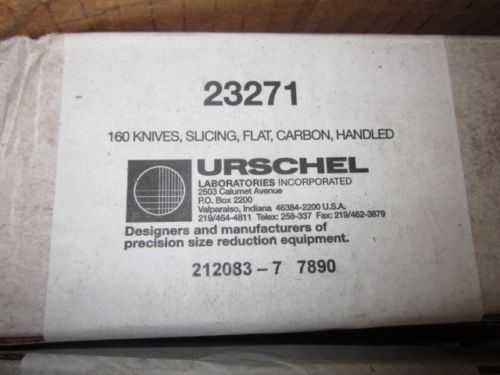 23271
160 KNIVES, SLICING, FLAT, CARBON, HANDLED
URSCHEL
LABORATORIES INCORPORATED
2503 Calumet Avenue
P.O. Box 2200
Valparaiso, Indiana 46384-2200 U.S.A.
219/464-4811 Telex: 258-337 Fax: 219/462-3879
Designers and manufacturers of
precision size reduction equipment.
212083-7 7890